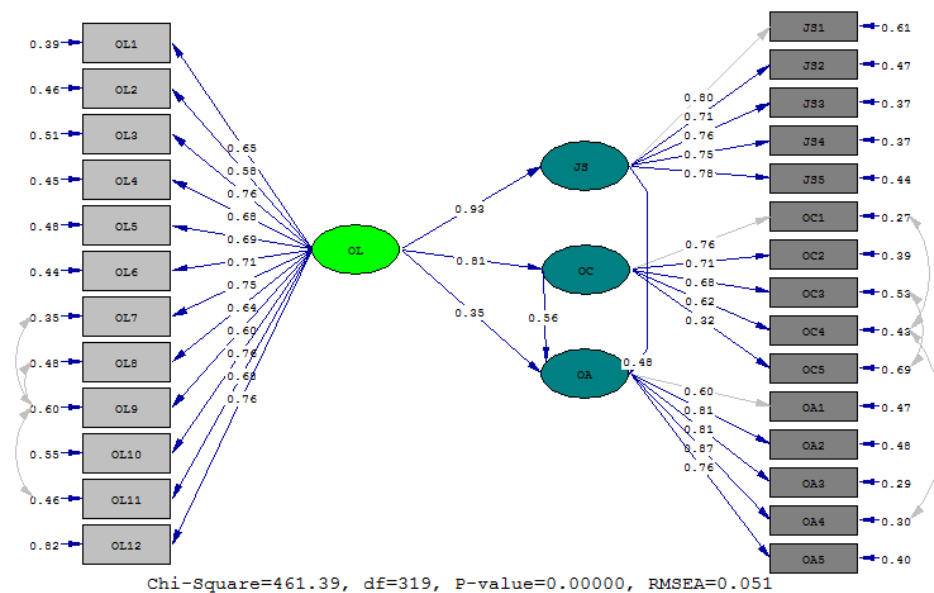 0.39 OL1
0.46 OL2
0.51 OL3
0.45 OL4
0.48 OL5
0.44 OL6
0.35 OL7
0.48 OL8
0.60 OL9
0.55 OL10
0.46 OL11
0.82 OL12
0.65
0.58
0.76
0.68
0.69
0.71
0.75
0.64
0.60
0.76
0.68
0.76
OL
0.93
0.81
0.35
JS
OC
0.56
OA
0.48
0.80
0.71
0.76
0.75
0.78
0.76
0.71
0.68
0.62
0.32
0.60
0.81
0.81
0.87
0.76
JS1 0.61
JS2 0.47
JS3 0.37
JS4 0.37
JS5 0.44
OC1 0.27
OC2 0.39
OC3 0.53
OC4 0.43
OC5 0.69
OA1 0.47
OA2 0.48
OA3 0.29
OA4 0.30
OA5 0.40
Chi-Square=461.39, df=319, P-value=0.00000, RMSEA=0.051